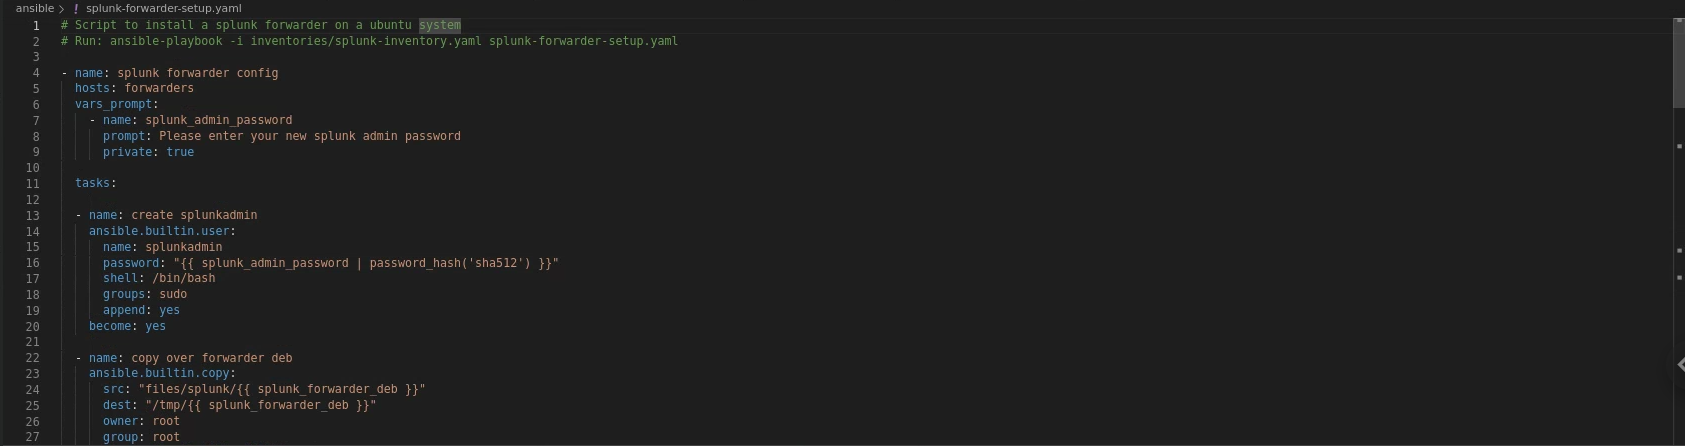 ansible > ! splunk-forwarder-setup.yaml
1 # Script to install a splunk forwarder on a ubuntu system
2 # Run: ansible-playbook -i inventories/splunk-inventory.yaml splunk-forwarder-setup.yaml
3
4 - name: splunk forwarder config
5   hosts: forwarders
6   vars_prompt:
7     - name: splunk_admin_password
8       prompt: Please enter your new splunk admin password
9       private: true
10
11   tasks:
12
13   - name: create splunkadmin
14     ansible.builtin.user:
15       name: splunkadmin
16       password: "{{ splunk_admin_password | password_hash('sha512') }}"
17       shell: /bin/bash
18       groups: sudo
19       append: yes
20     become: yes
21
22   - name: copy over forwarder deb
23     ansible.builtin.copy:
24       src: "files/splunk/{{ splunk_forwarder_deb }}"
25       dest: "/tmp/{{ splunk_forwarder_deb }}"
26       owner: root
27       group: root